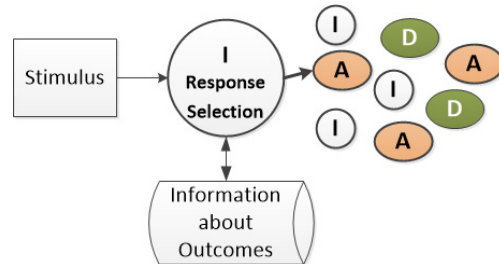 Stimulus
I
Response
Selection
I
D
A
A
I
D
I
A
Information
about
Outcomes